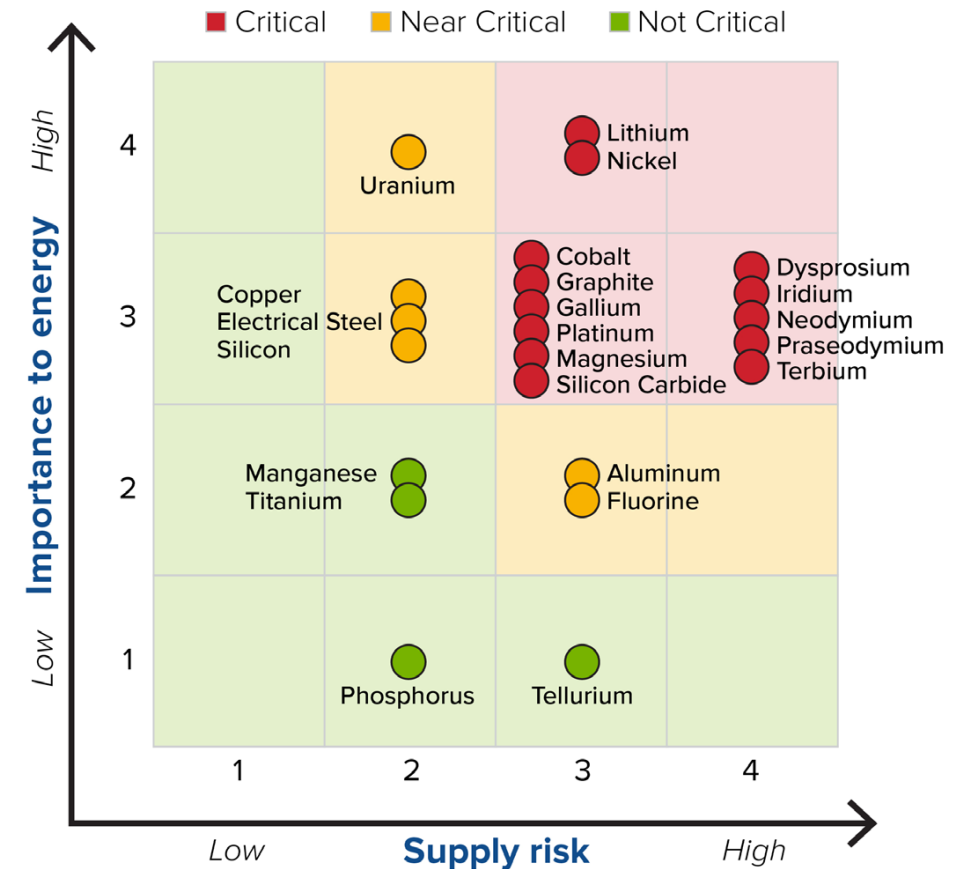 Critical
Near Critical
Not Critical
High
Importance to energy
Low
4
3
2
1
Uranium
Lithium
Nickel
Copper
Electrical Steel
Silicon
Cobalt
Graphite
Gallium
Platinum
Magnesium
Silicon Carbide
Dysprosium
Iridium
Neodymium
Praseodymium
Terbium
Manganese
Titanium
Aluminum
Fluorine
Phosphorus
Tellurium
1
2
3
4
Low
Supply risk
High